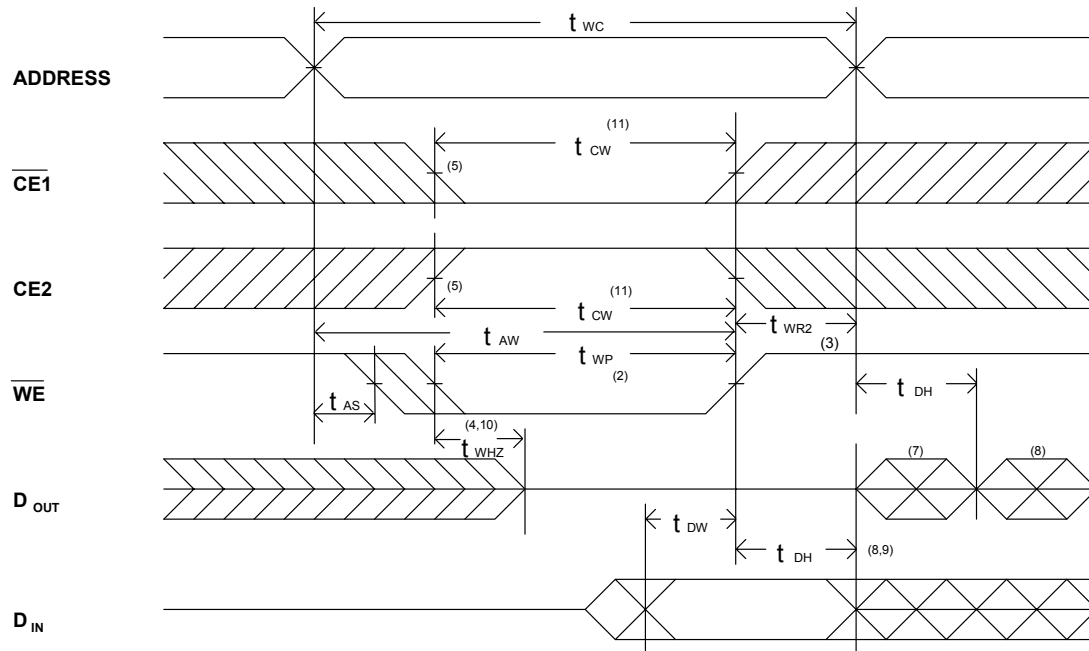 t WC
ADDRESS
(11)
t CW
(5)
CE1
CE2
(5)
(11)
t CW
t WR2
t AW
t WP
(3)
(2)
WE
t DH
t AS
(4,10)
t WHZ
(7)
(8)
D OUT
t DW
t DH
(8,9)
D IN